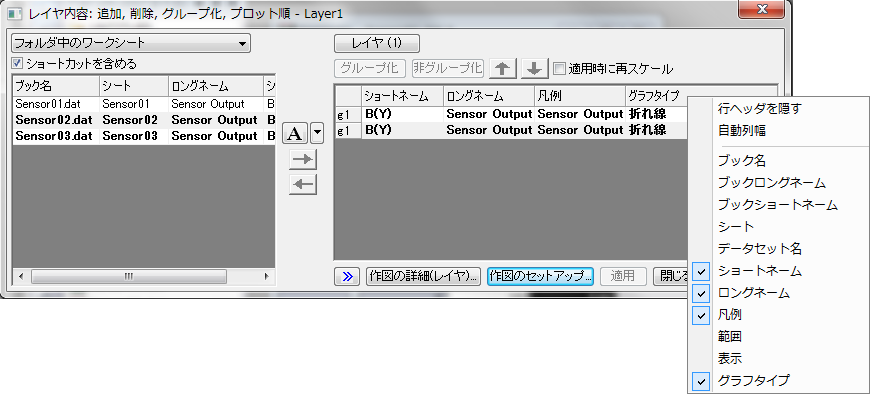 レイヤ内容: 追加, 削除, グループ化, プロット順 - Layer1
フォルダ中のワークシート
ショートカットを含める
ブック名 シート ロングネーム シ
Sensor01.dat Sensor01 Sensor Output B
Sensor02.dat Sensor02 Sensor Output B
Sensor03.dat Sensor03 Sensor Output B
A
レイヤ(1)
グループ化 非グループ化 適用時に再スケール
ショートネーム ロングネーム 凡例 グラフタイプ
g1 B(Y) Sensor Output Sensor Output 折れ線
g1 B(Y) Sensor Output Sensor Output 折れ線
作図の詳細(レイヤ)... 作図のセットアップ... 適用 閉じる
行ヘッダを隠す
自動列幅
ブック名
ブックロングネーム
ブックショートネーム
シート
データセット名
ショートネーム
ロングネーム
凡例
範囲
表示
グラフタイプ